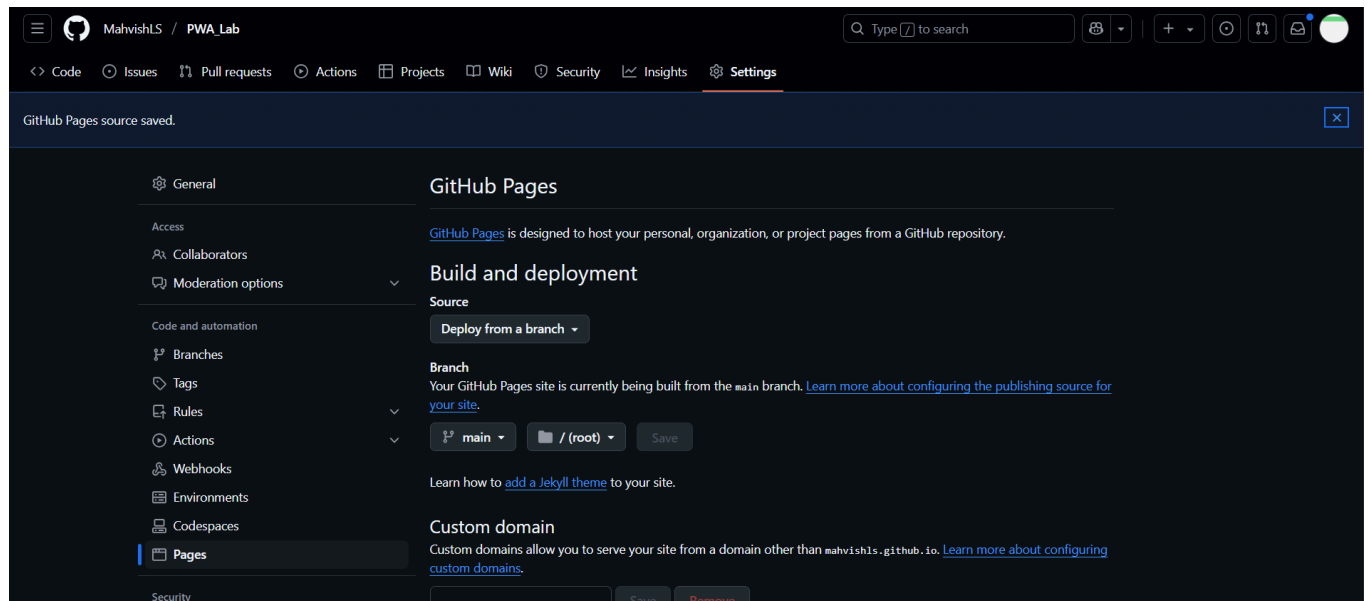 MahvishLS / PWA_Lab
Type / to search
Code Issues Pull requests Actions Projects Wiki Security Insights Settings
GitHub Pages source saved.
General
Access
Collaborators
Moderation options
Code and automation
Branches
Tags
Rules
Actions
Webhooks
Environments
Codespaces
Pages
Security
GitHub Pages
GitHub Pages is designed to host your personal, organization, or project pages from a GitHub repository.
Build and deployment
Source
Deploy from a branch
Branch
Your GitHub Pages site is currently being built from the main branch. Learn more about configuring the publishing source for
your site.
main / (root) Save
Learn how to add a Jekyll theme to your site.
Custom domain
Custom domains allow you to serve your site from a domain other than mahvishls.github.io. Learn more about configuring
custom domains.
Save Remove